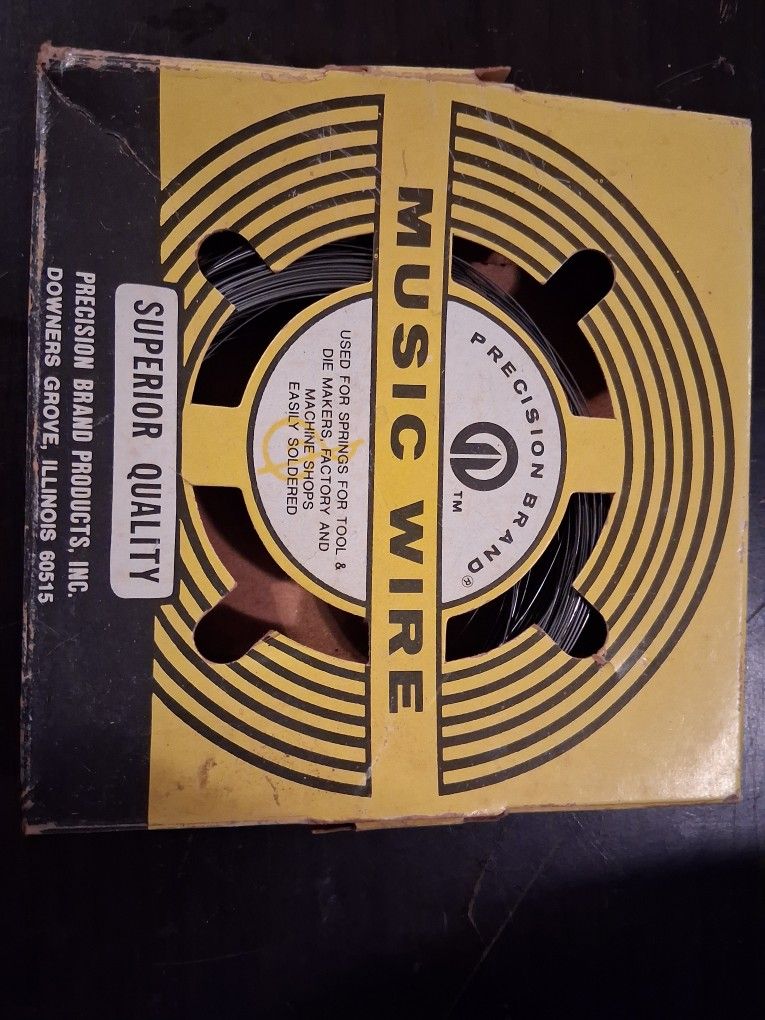 PRECISION BRAND®
TM
MUSIC WIRE
USED FOR SPRINGS FOR TOOL &
DIE MAKERS, FACTORY AND
MACHINE SHOPS
EASILY SOLDERED
SUPERIOR QUALITY
PRECISION BRAND PRODUCTS, INC.
DOWNERS GROVE, ILLINOIS 60515